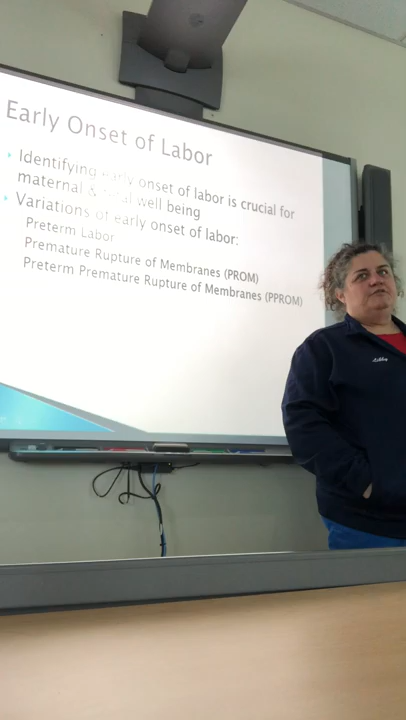 Early Onset of Labor
Identifying early onset of labor is crucial for
maternal & fetal well being
Variations of early onset of labor:
Preterm Labor
Premature Rupture of Membranes (PROM)
Preterm Premature Rupture of Membranes (PPROM)
Libby